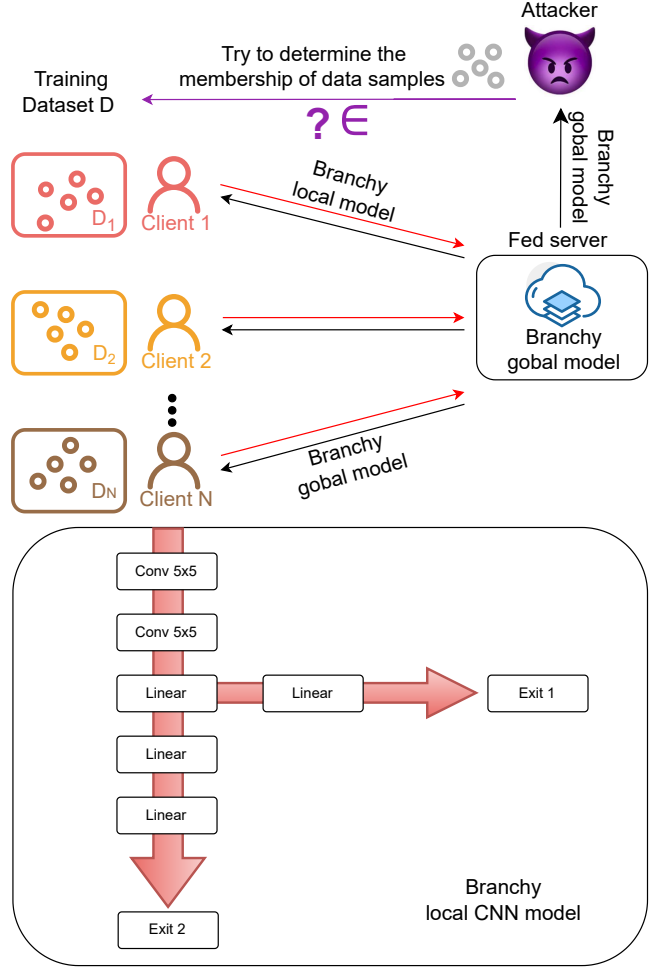 Attacker
Try to determine the
membership of data samples
Training
Dataset D
? ∈
Branchy
gobal model
D1
Client 1
Branchy
local model
Fed server
Branchy
gobal model
D2
Client 2
DN
Client N
Branchy
gobal model
Conv 5x5
Conv 5x5
Linear
Linear
Exit 1
Linear
Linear
Exit 2
Branchy
local CNN model